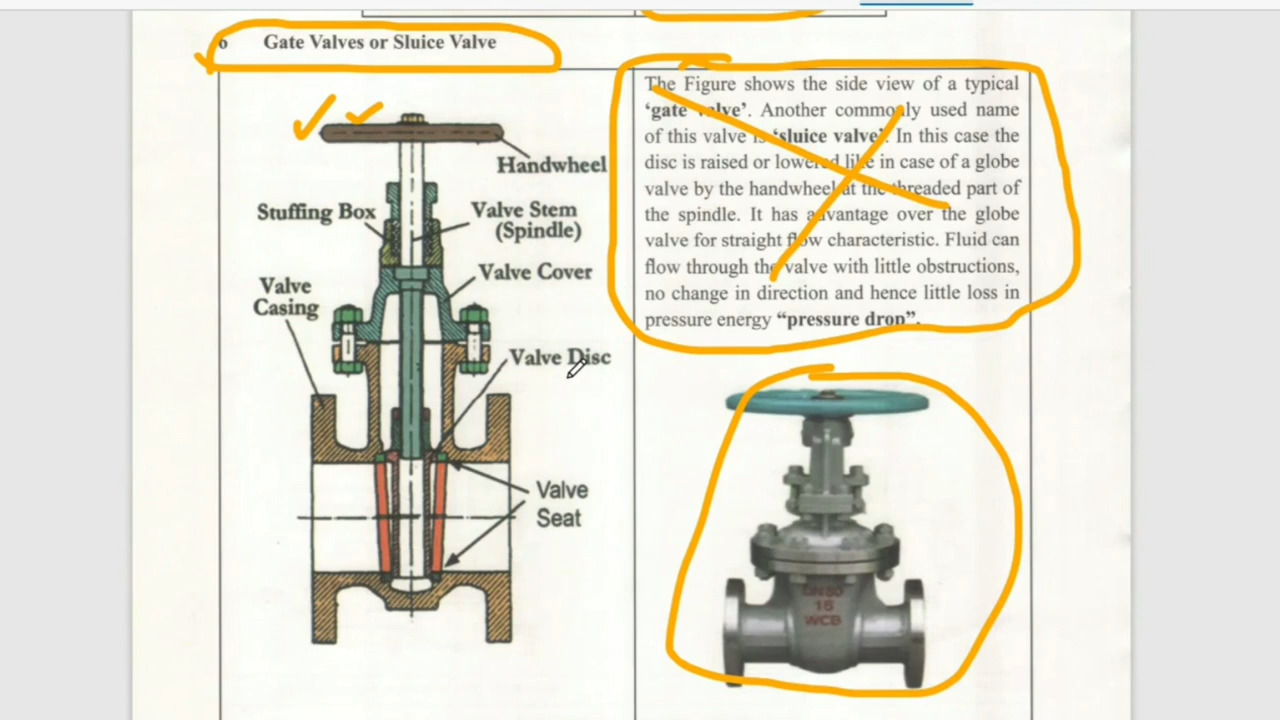 6 Gate Valves or Sluice Valve
Handwheel
Stuffing Box
Valve Stem
(Spindle)
Valve Cover
Valve
Casing
Valve Disc
Valve
Seat
The Figure shows the side view of a typical
‘gate valve’. Another commonly used name
of this valve is ‘sluice valve’. In this case the
disc is raised or lowered like in case of a globe
valve by the handwheel at the threaded part of
the spindle. It has advantage over the globe
valve for straight flow characteristic. Fluid can
flow through the valve with little obstructions,
no change in direction and hence little loss in
pressure energy “pressure drop”.
DN80
16
WCB